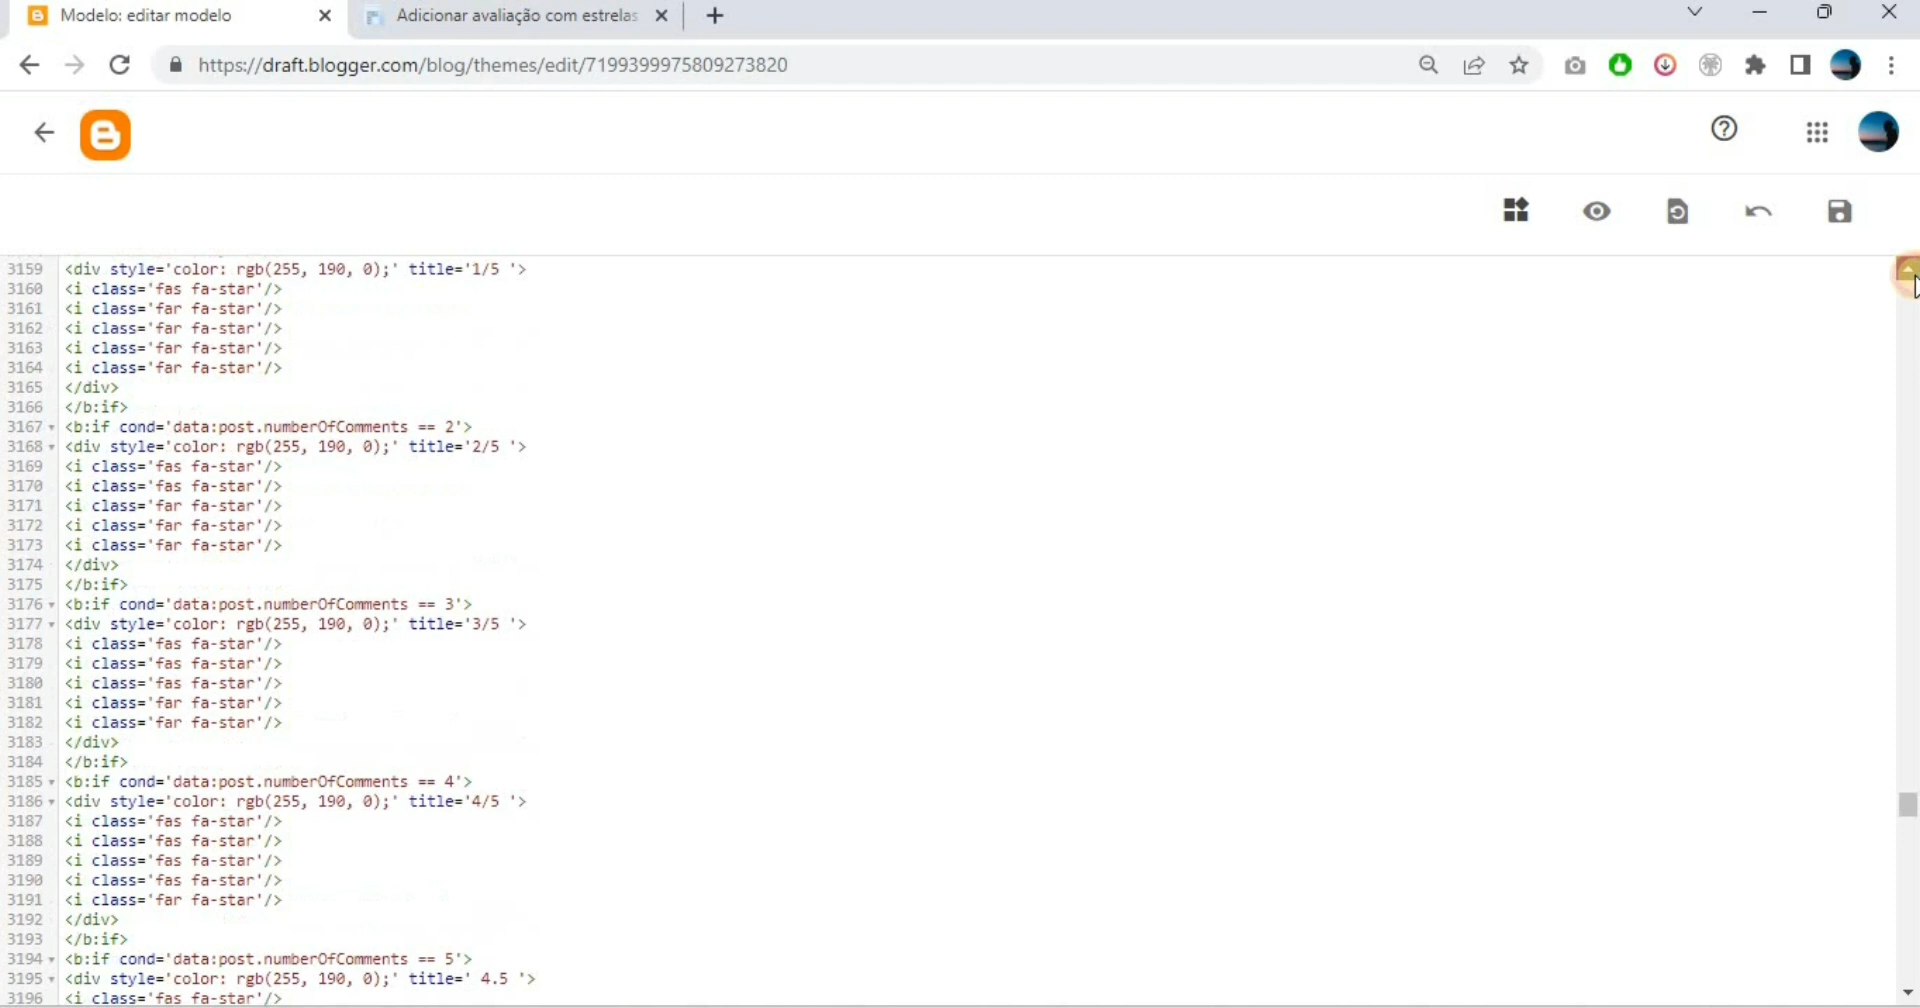 Modelo: editar modelo
Adicionar avaliação com estrelas
https://draft.blogger.com/blog/themes/edit/7199399975809273820
3159 <div style='color: rgb(255, 190, 0);' title='1/5 '>
3160 <i class='fas fa-star'/>
3161 <i class='far fa-star'/>
3162 <i class='far fa-star'/>
3163 <i class='far fa-star'/>
3164 <i class='far fa-star'/>
3165 </div>
3166 </b:if>
3167 <b:if cond='data:post.numberOfComments == 2'>
3168 <div style='color: rgb(255, 190, 0);' title='2/5 '>
3169 <i class='fas fa-star'/>
3170 <i class='fas fa-star'/>
3171 <i class='far fa-star'/>
3172 <i class='far fa-star'/>
3173 <i class='far fa-star'/>
3174 </div>
3175 </b:if>
3176 <b:if cond='data:post.numberOfComments == 3'>
3177 <div style='color: rgb(255, 190, 0);' title='3/5 '>
3178 <i class='fas fa-star'/>
3179 <i class='fas fa-star'/>
3180 <i class='fas fa-star'/>
3181 <i class='far fa-star'/>
3182 <i class='far fa-star'/>
3183 </div>
3184 </b:if>
3185 <b:if cond='data:post.numberOfComments == 4'>
3186 <div style='color: rgb(255, 190, 0);' title='4/5 '>
3187 <i class='fas fa-star'/>
3188 <i class='fas fa-star'/>
3189 <i class='fas fa-star'/>
3190 <i class='fas fa-star'/>
3191 <i class='far fa-star'/>
3192 </div>
3193 </b:if>
3194 <b:if cond='data:post.numberOfComments == 5'>
3195 <div style='color: rgb(255, 190, 0);' title=' 4.5 '>
3196 <i class='fas fa-star'/>